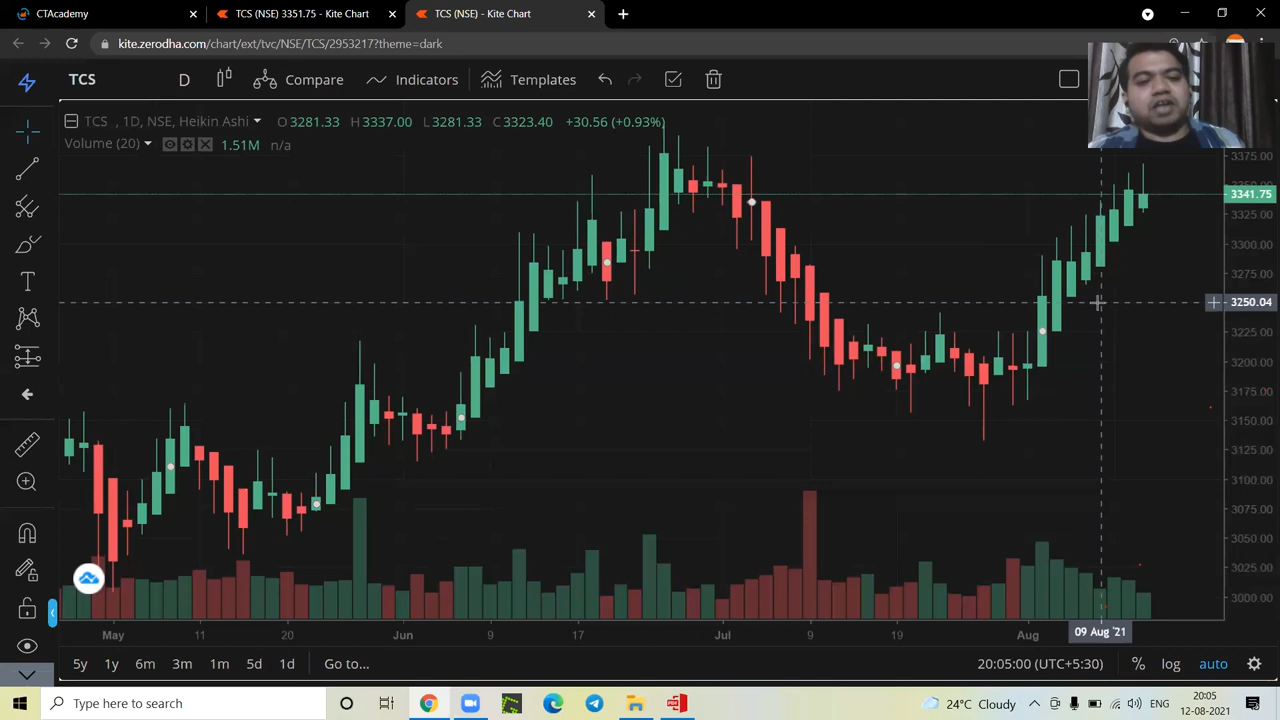 CTAcademy
TCS (NSE) 3351.75 - Kite Chart
TCS (NSE) - Kite Chart
kite.zerodha.com/chart/ext/tvc/NSE/TCS/2953217?theme=dark
TCS D Compare Indicators Templates
TCS , 1D, NSE, Heikin Ashi O3281.33 H3337.00 L3281.33 C3323.40 +30.56 (+0.93%)
Volume (20) 1.51M n/a
3375.00
3341.75
3325.00
3300.00
3275.00
3250.04
3225.00
3200.00
3175.00
3150.00
3125.00
3100.00
3075.00
3050.00
3025.00
3000.00
May 11 20 Jun 9 17 Jul 9 19 Aug 09 Aug '21
5y 1y 6m 3m 1m 5d 1d Go to... 20:05:00 (UTC+5:30) % log auto
Type here to search
24°C Cloudy
20:05
12-08-2021